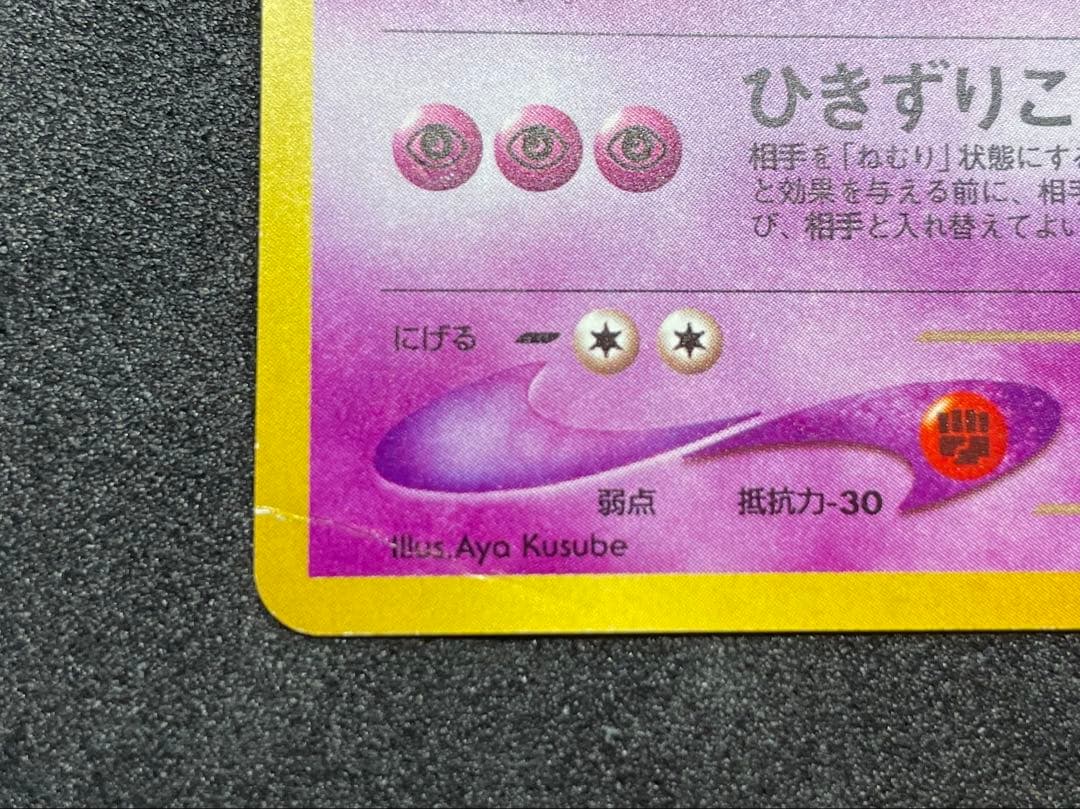 ひきずりこ
相手を「ねむり」状態にす
と効果を与える前に、相手
び、相手と入れ替えてよい
にげる
弱点 抵抗力-30
Illus. Aya Kusube